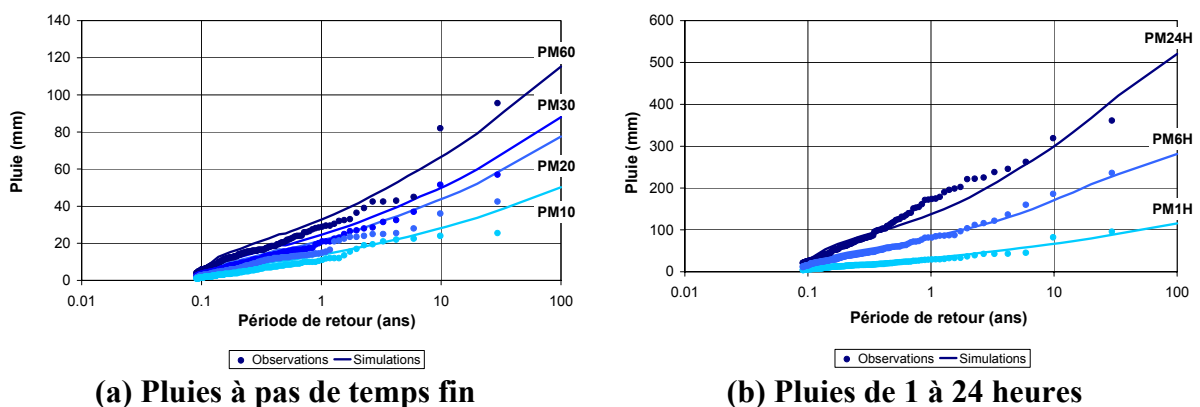 140
120
100
80
60
40
20
0
0.01
0.1
1
10
100
Pluie (mm)
Période de retour (ans)
PM60
PM30
PM20
PM10
Observations
Simulations
(a) Pluies à pas de temps fin
600
500
400
300
200
100
0
0.01
0.1
1
10
100
Pluie (mm)
Période de retour (ans)
PM24H
PM6H
PM1H
Observations
Simulations
(b) Pluies de 1 à 24 heures